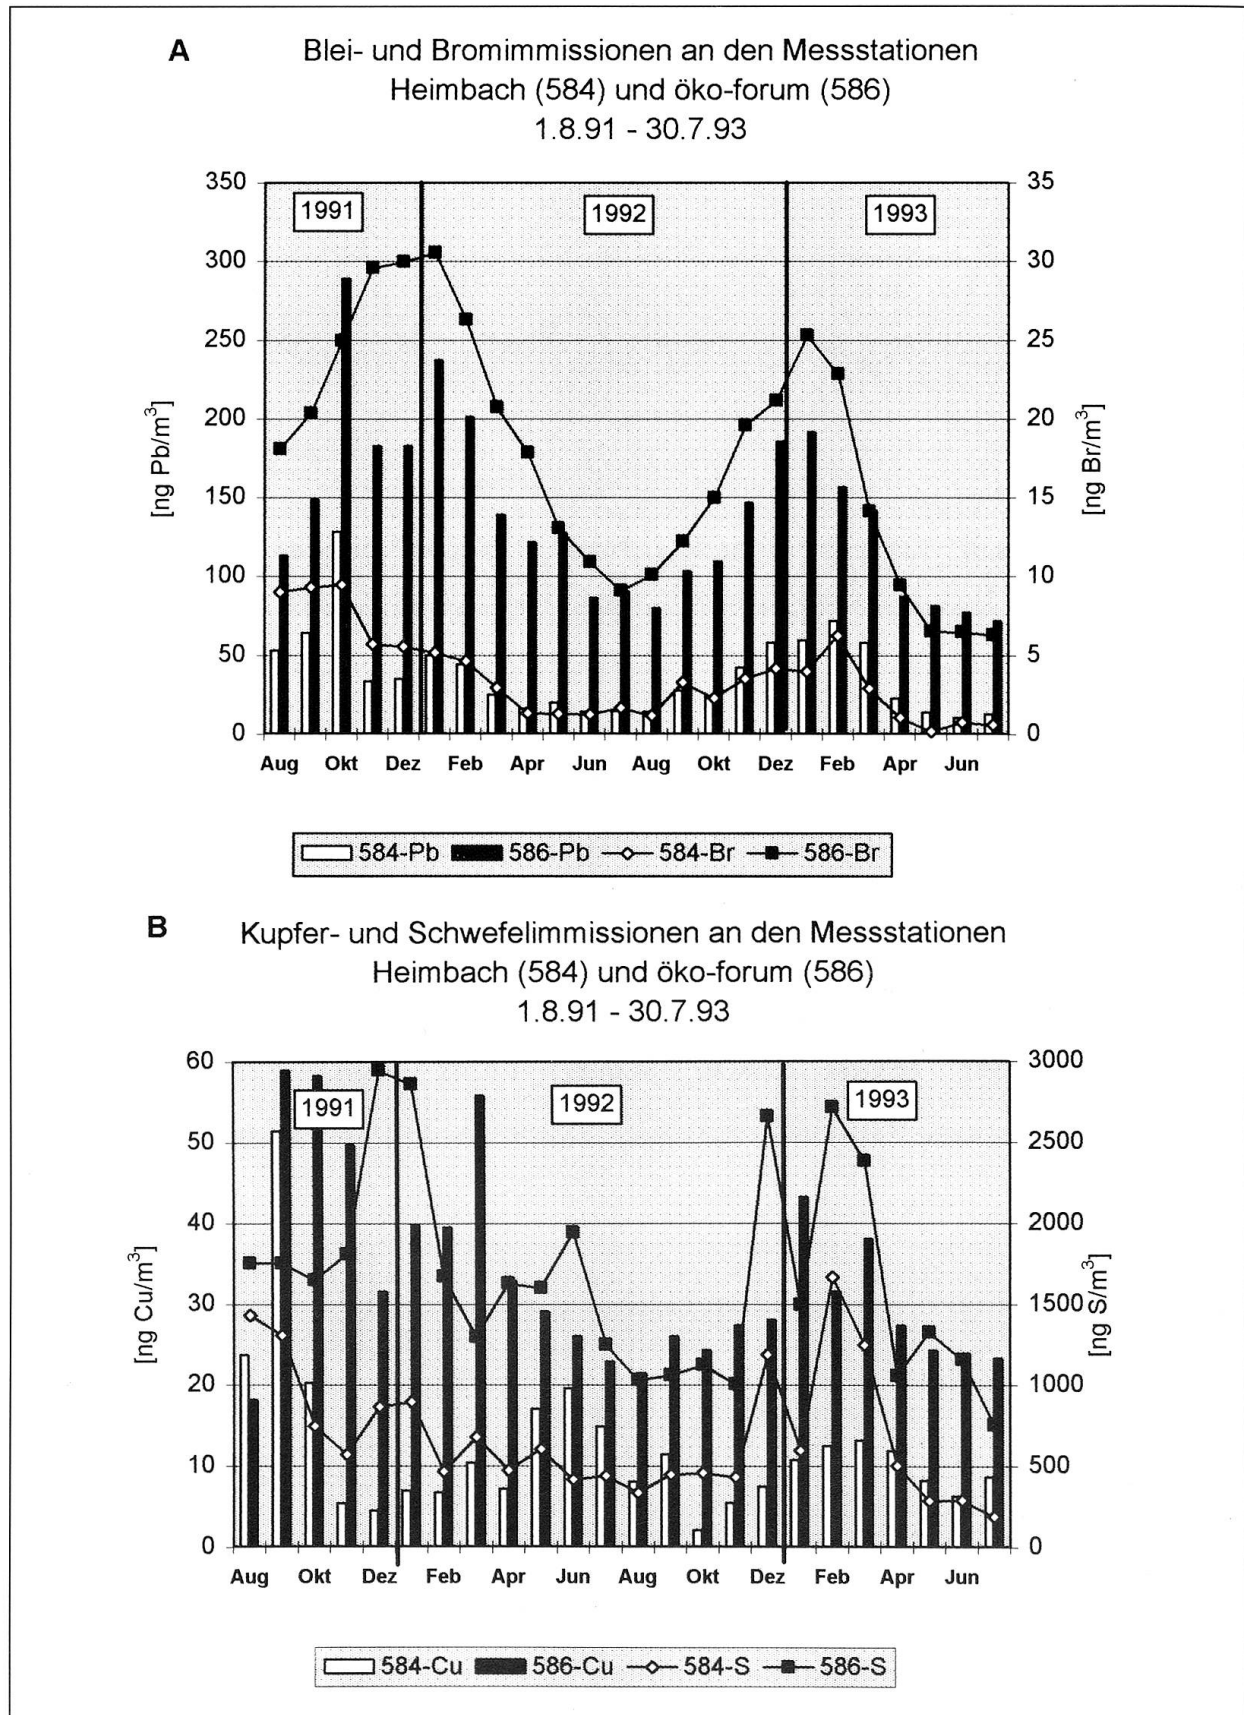 A
Blei- und Bromimmissionen an den Messstationen
Heimbach (584) und öko-forum (586)
1.8.91 - 30.7.93
350
300
250
200
150
100
50
0
[ng Pb/m³]
1991
1992
1993
35
30
25
20
15
10
5
0
[ng Br/m³]
Aug Okt Dez Feb Apr Jun Aug Okt Dez Feb Apr Jun
584-Pb 586-Pb 584-Br 586-Br
B
Kupfer- und Schwefelimmissionen an den Messstationen
Heimbach (584) und öko-forum (586)
1.8.91 - 30.7.93
60
50
40
30
20
10
0
[ng Cu/m³]
1991
1992
1993
3000
2500
2000
1500
1000
500
0
[ng S/m³]
Aug Okt Dez Feb Apr Jun Aug Okt Dez Feb Apr Jun
584-Cu 586-Cu 584-S 586-S